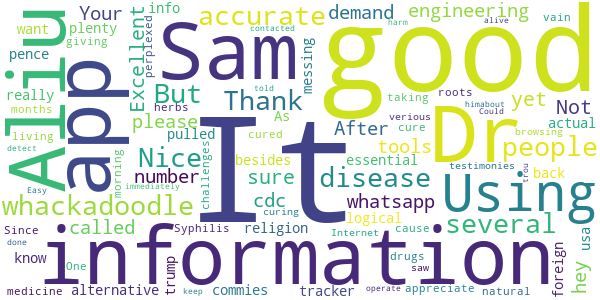 It
information
good
Sam
Dr
Aliu
app
Using
But
Nice
Thank
disease
several
people
whackadoodle
accurate
engineering
demand
Your
info
plenty
giving
want
pence
perplexed
Excellent
really
months
living
morning
detect
please
pulled
herbs
number
called
Since
know
Easy
One
done
immediately
medicine
alternative
trump
commies
Syphilis
religion
challenges
cured
curing
besides
sure
cdc
As
After
messing
told
contacted
harm
alive
vain
taking
roots
Could
himabout
verious
yet
Not
actual
tools
cure
browsing
essential
testimonies
whatsapp
back
logical
cause
Internet
drugs
saw
tracker
keep
operate
appreciate
natural
foreign
usa
hey
trou